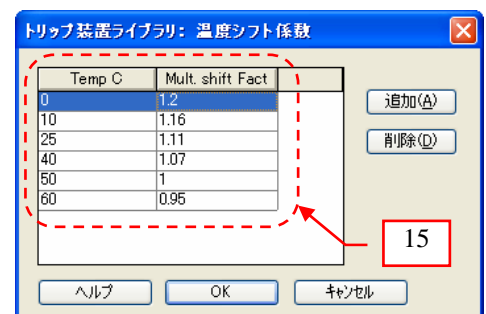 トリップ装置ライブラリ: 温度シフト係数
Temp C Mult. shift Fact
0 1.2
10 1.16
25 1.11
40 1.07
50 1
60 0.95
追加(A)
削除(D)
15
ヘルプ OK キャンセル